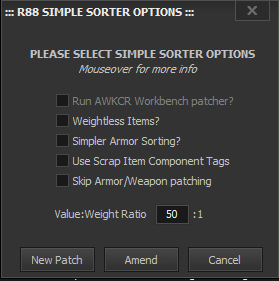 ::: R88 SIMPLE SORTER OPTIONS :::
PLEASE SELECT SIMPLE SORTER OPTIONS
Mouseover for more info
Run AWKCR Workbench patcher?
Weightless Items?
Simpler Armor Sorting?
Use Scrap Item Component Tags
Skip Armor/Weapon patching
Value:Weight Ratio 50 :1
New Patch Amend Cancel